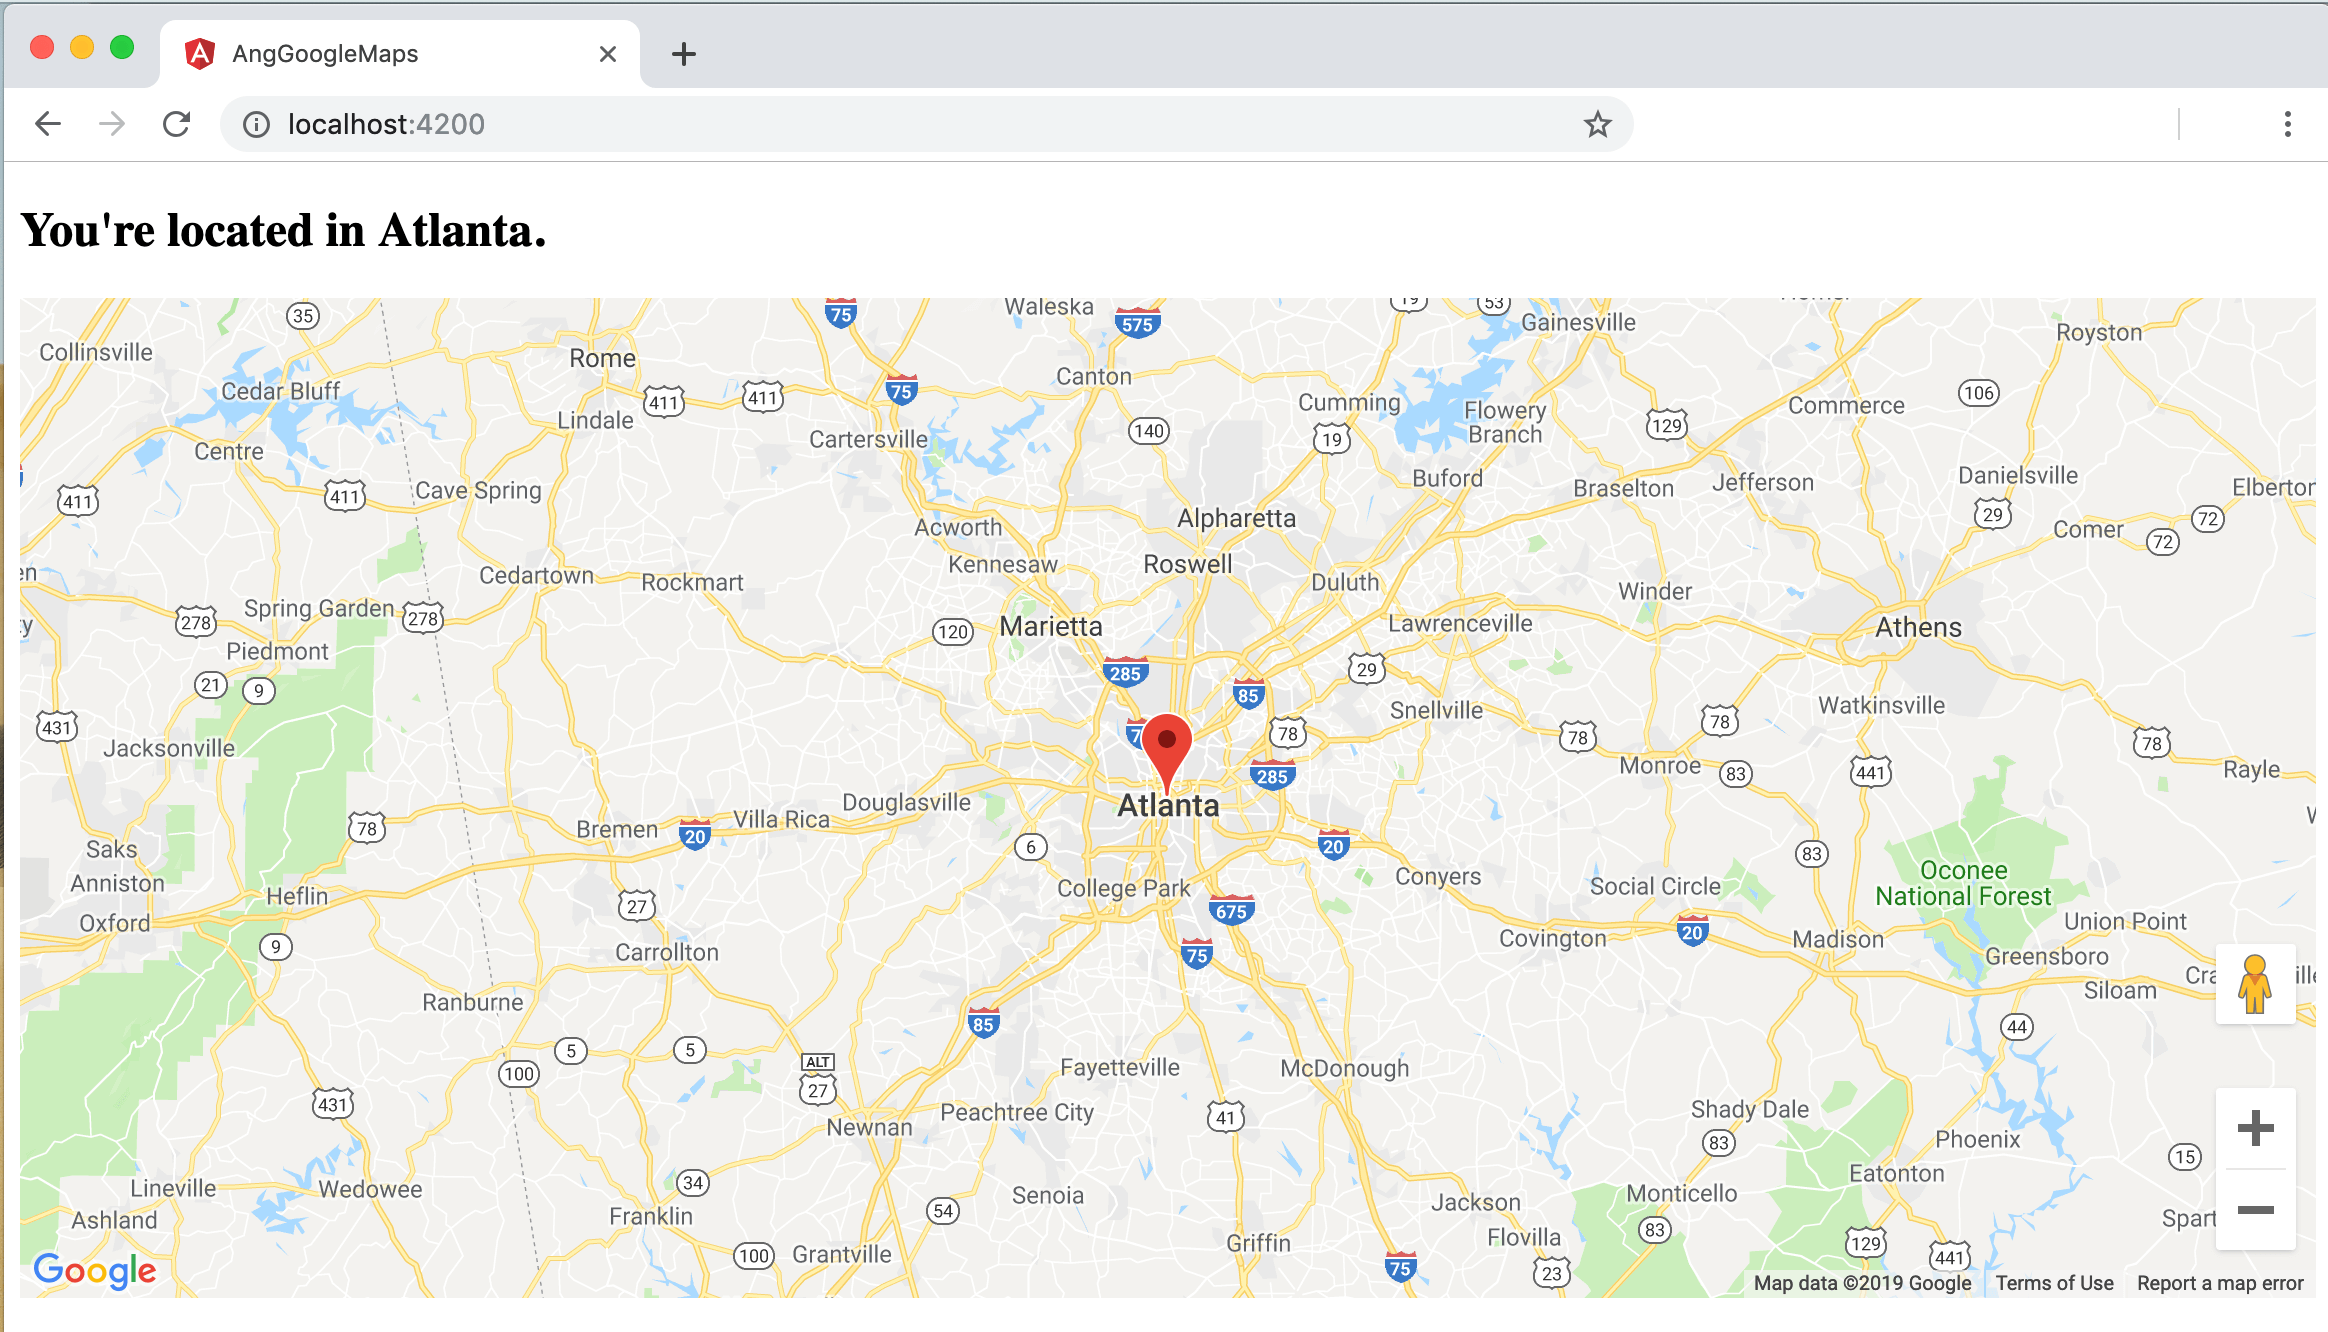 AngGoogleMaps
localhost:4200
You're located in Atlanta.
35
75
Waleska
575
19
53
Gainesville
Royston
Collinsville
Rome
Cedar Bluff
411
411
75
Canton
Cumming
Flowery
Branch
129
Commerce
106
Lindale
Cartersville
140
19
Centre
411
411
Cave Spring
Buford
Braselton
Jefferson
Danielsville
29
Acworth
Alpharetta
Comer
72
72
Kennesaw
Roswell
Cedartown
Rockmart
Duluth
Winder
278
Spring Garden
278
120
Marietta
Lawrenceville
Athens
Piedmont
285
29
21
9
85
Snellville
Watkinsville
431
Jacksonville
78
78
78
78
285
Monroe
83
441
Rayle
Atlanta
Douglasville
Villa Rica
Bremen
20
78
6
20
83
Saks
Anniston
Oxford
Heflin
27
College Park
675
Conyers
Social Circle
Oconee
National Forest
Union Point
9
Carrollton
75
Covington
20
Madison
Greensboro
Siloam
Ranburne
85
44
5
5
100
ALT
27
Fayetteville
McDonough
431
Newnan
Peachtree City
41
Shady Dale
83
Phoenix
15
Lineville
Wedowee
34
Senoia
Jackson
Monticello
Eatonton
Ashland
Franklin
54
Griffin
Flovilla
83
129
441
100
Grantville
75
23
Google
Map data ©2019 Google
Terms of Use
Report a map error